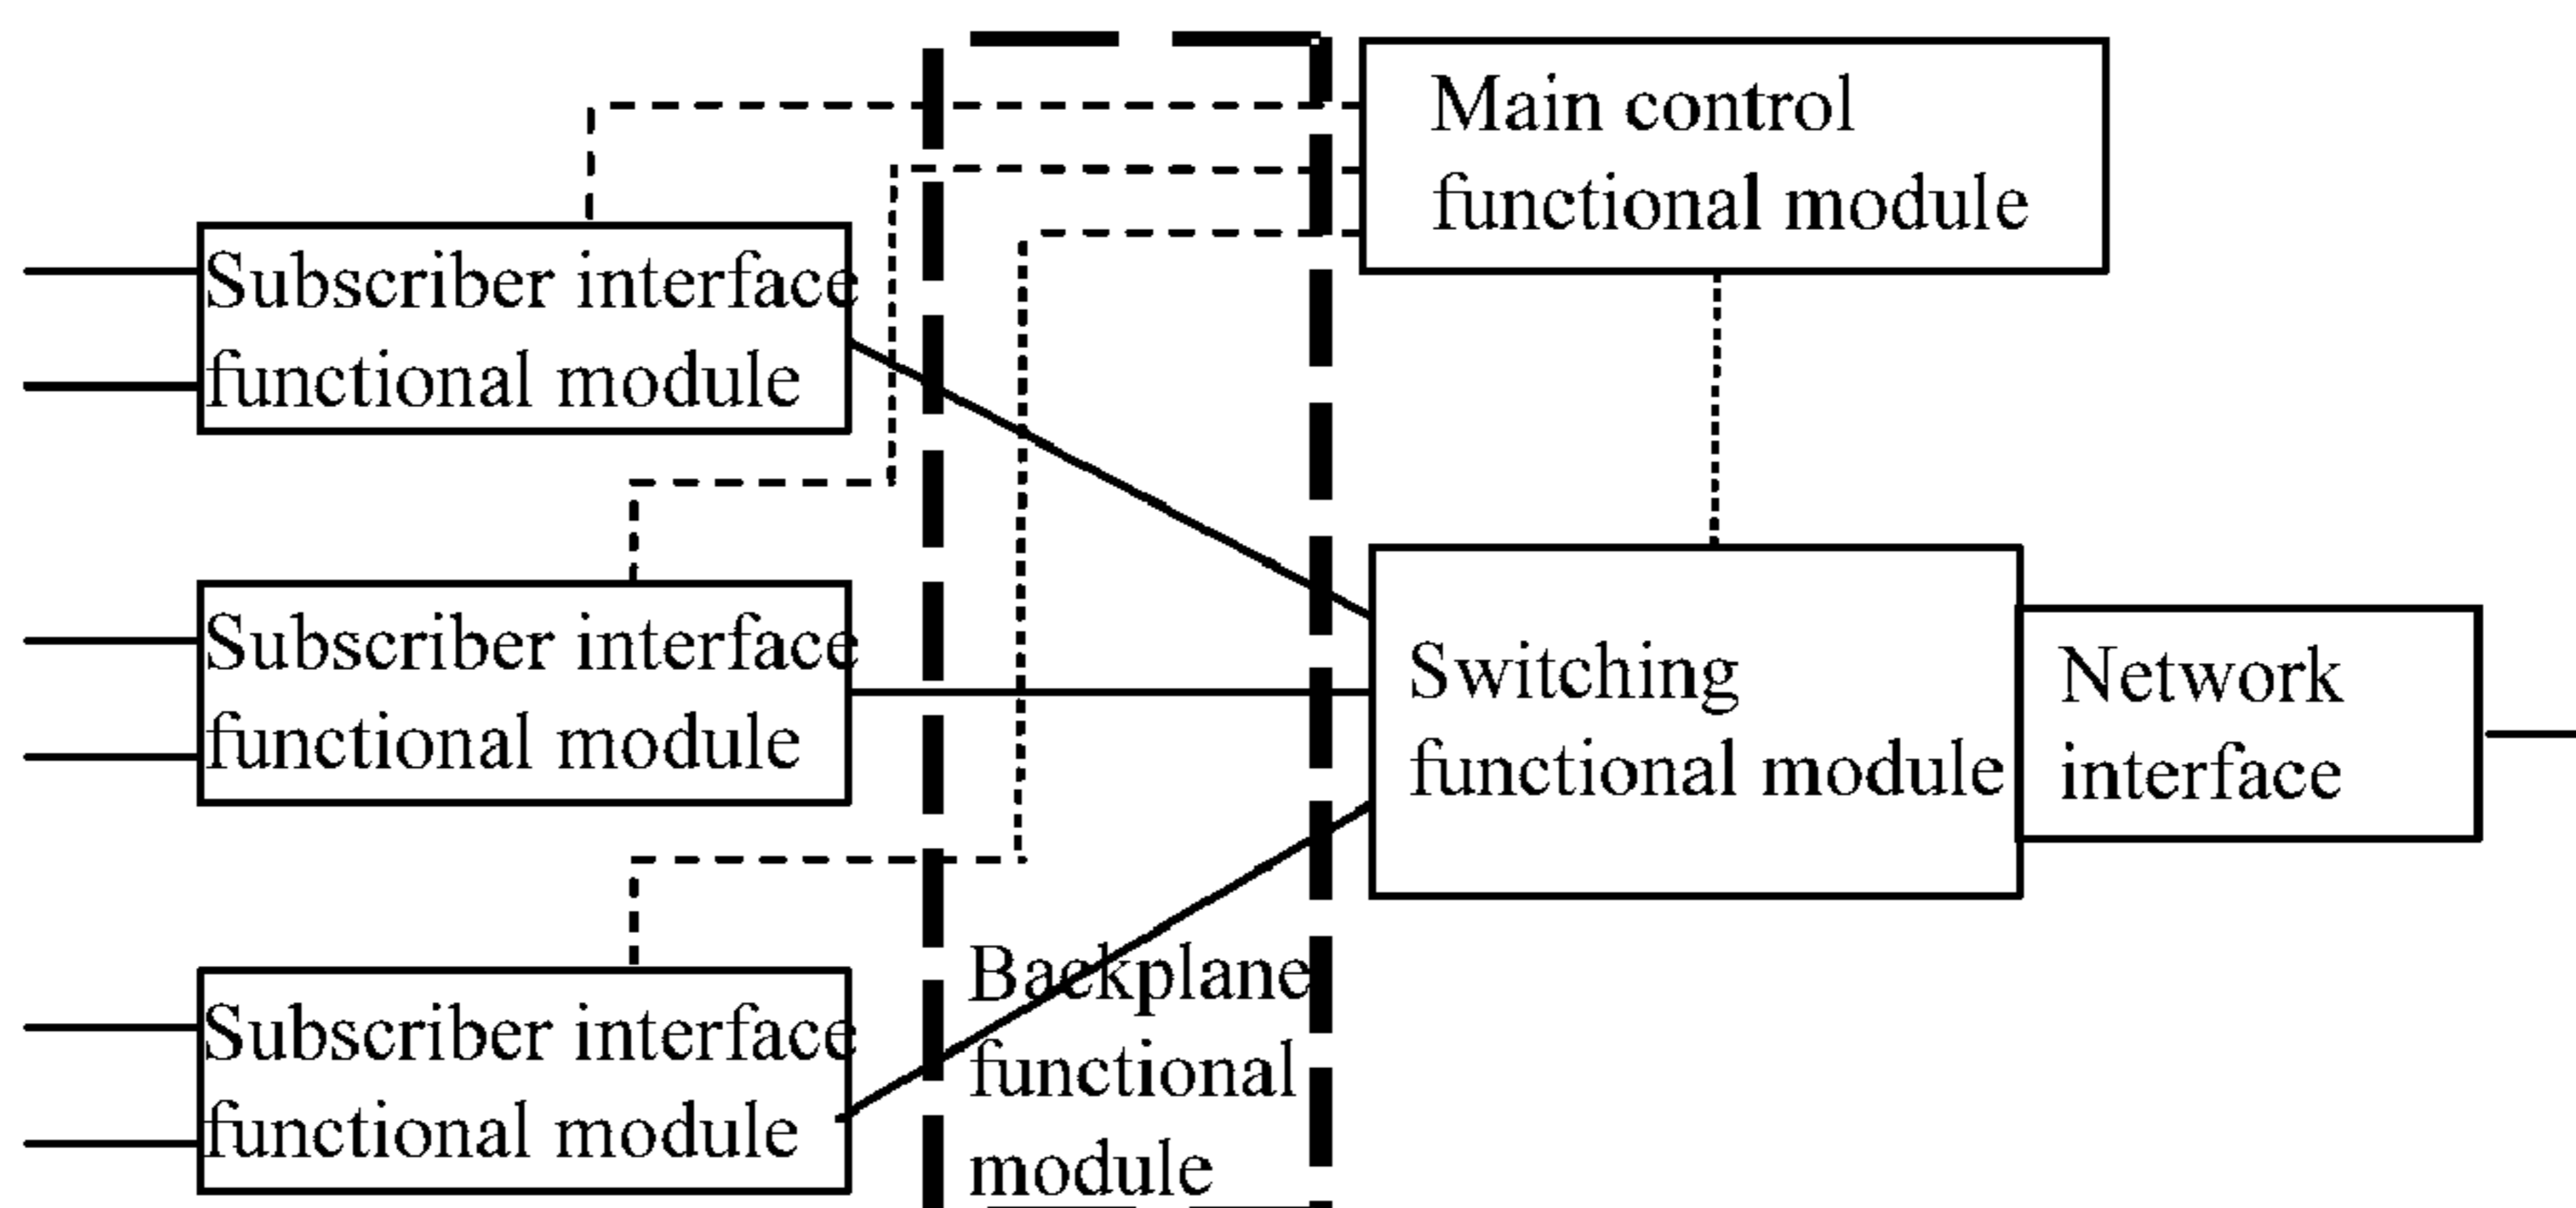 Main control
functional module
Subscriber interface
functional module
Subscriber interface
functional module
Switching
functional module
Network
interface
Subscriber interface
functional module
Backplane
functional
module